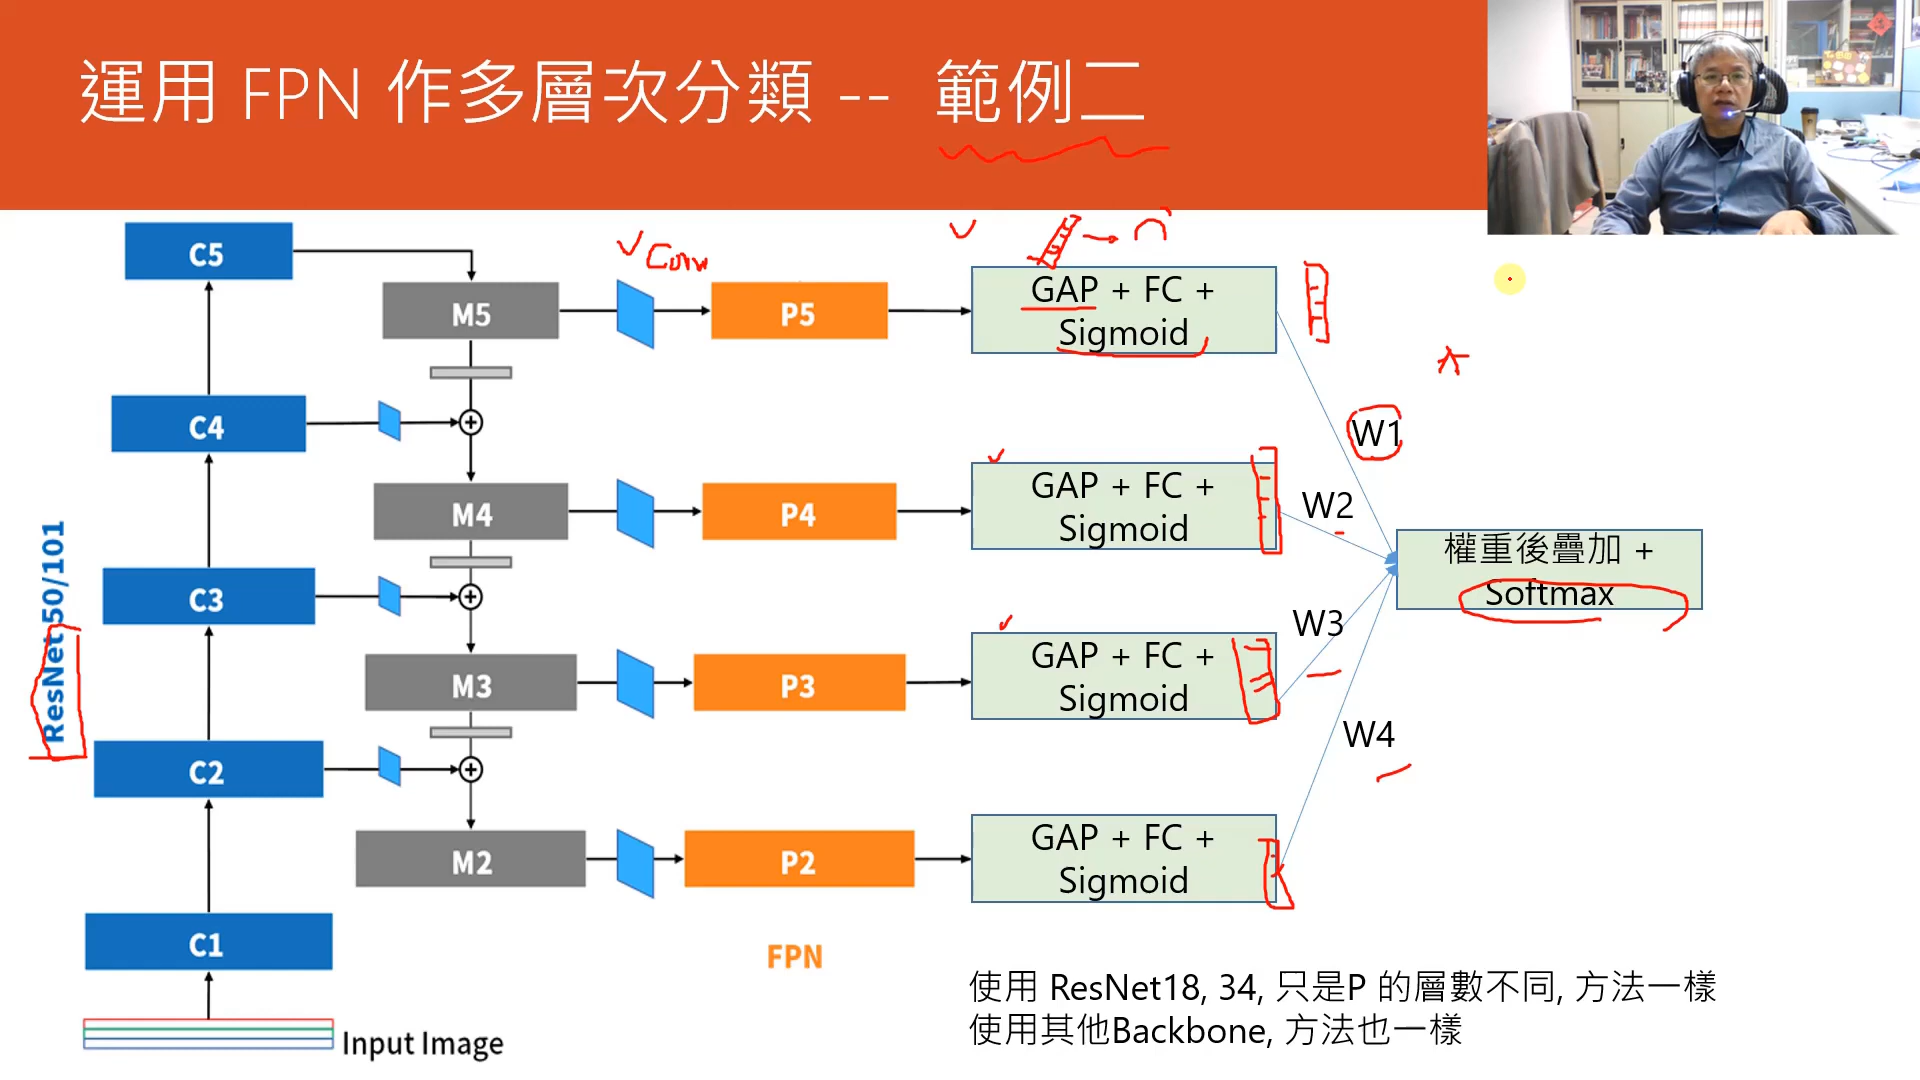 運用 FPN 作多層次分類 -- 範例二
C5
M5
Conv
P5
GAP + FC +
Sigmoid
n
W1
C4
M4
P4
GAP + FC +
Sigmoid
W2
權重後疊加 +
Softmax
ResNet 50/101
C3
M3
P3
GAP + FC +
Sigmoid
W3
C2
M2
P2
GAP + FC +
Sigmoid
W4
C1
FPN
Input Image
使用 ResNet18, 34, 只是P 的層數不同, 方法一樣
使用其他Backbone, 方法也一樣